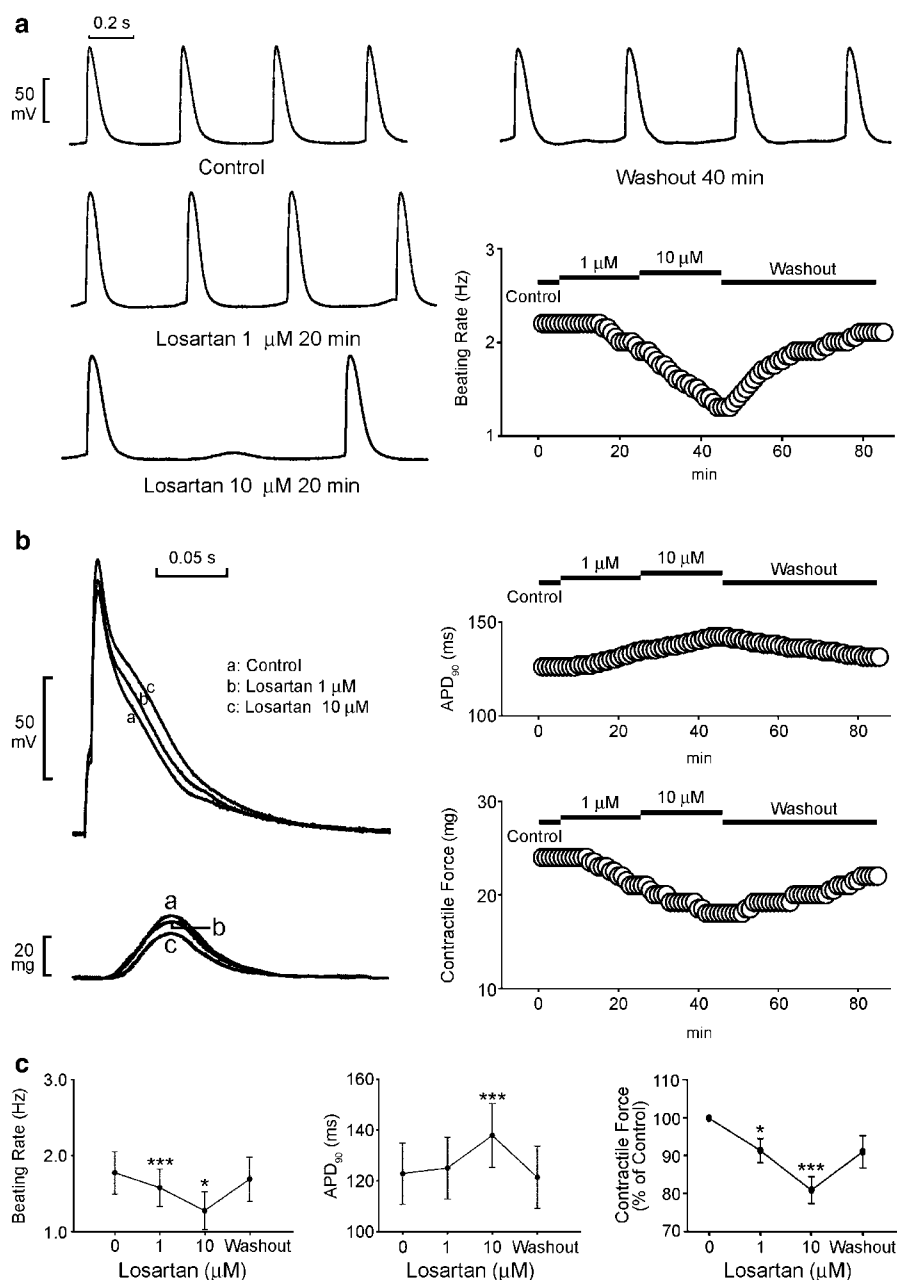 a
0.2 s
50
mV
Control
Washout 40 min
Losartan 1 μM 20 min
Losartan 10 μM 20 min
Beating Rate (Hz)
3
2
1
Control
1 μM
10 μM
Washout
0 20 40 60 80
min
b
0.05 s
50
mV
a: Control
b: Losartan 1 μM
c: Losartan 10 μM
c
b
a
20
mg
a
b
c
APD90 (ms)
150
100
Control
1 μM
10 μM
Washout
0 20 40 60 80
min
Contractile Force (mg)
30
20
10
Control
1 μM
10 μM
Washout
0 20 40 60 80
min
c
Beating Rate (Hz)
3.0
2.0
1.0
***
*
0 1 10 Washout
Losartan (μM)
APD90 (ms)
160
140
120
100
***
0 1 10 Washout
Losartan (μM)
Contractile Force
(% of Control)
110
100
90
80
70
*
***
0 1 10 Washout
Losartan (μM)